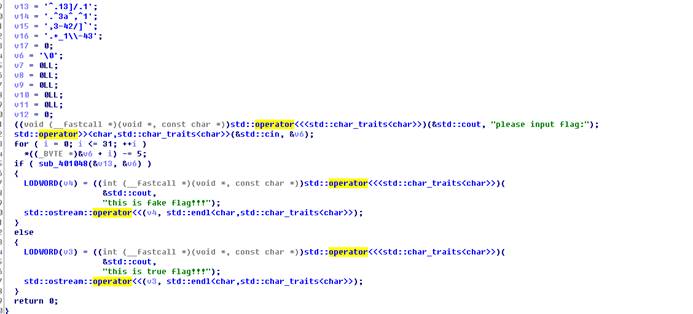 v13 = '^.13]/.1';
v14 = '.^3a^,^1';
v15 = ',3-42/]`';
v16 = '.+_1\\-43';
v17 = 0;
v6 = '\0';
v7 = 0LL;
v8 = 0LL;
v9 = 0LL;
v10 = 0LL;
v11 = 0LL;
v12 = 0;
((void (__fastcall *)(void *, const char *))std::operator<<<std::char_traits<char>>)(&std::cout, "please input flag:");
std::operator>><char,std::char_traits<char>>(&std::cin, &v6);
for ( i = 0; i <= 31; ++i )
*((_BYTE *)&v6 + i) -= 5;
if ( sub_401048(&v13, &v6) )
{
LODWORD(v4) = ((int (__fastcall *)(void *, const char *))std::operator<<<std::char_traits<char>>)(
&std::cout,
"this is fake flag!!!");
std::ostream::operator<<(v4, std::endl<char,std::char_traits<char>>);
}
else
{
LODWORD(v3) = ((int (__fastcall *)(void *, const char *))std::operator<<<std::char_traits<char>>)(
&std::cout,
"this is true flag!!!");
std::ostream::operator<<(v3, std::endl<char,std::char_traits<char>>);
}
return 0;
}